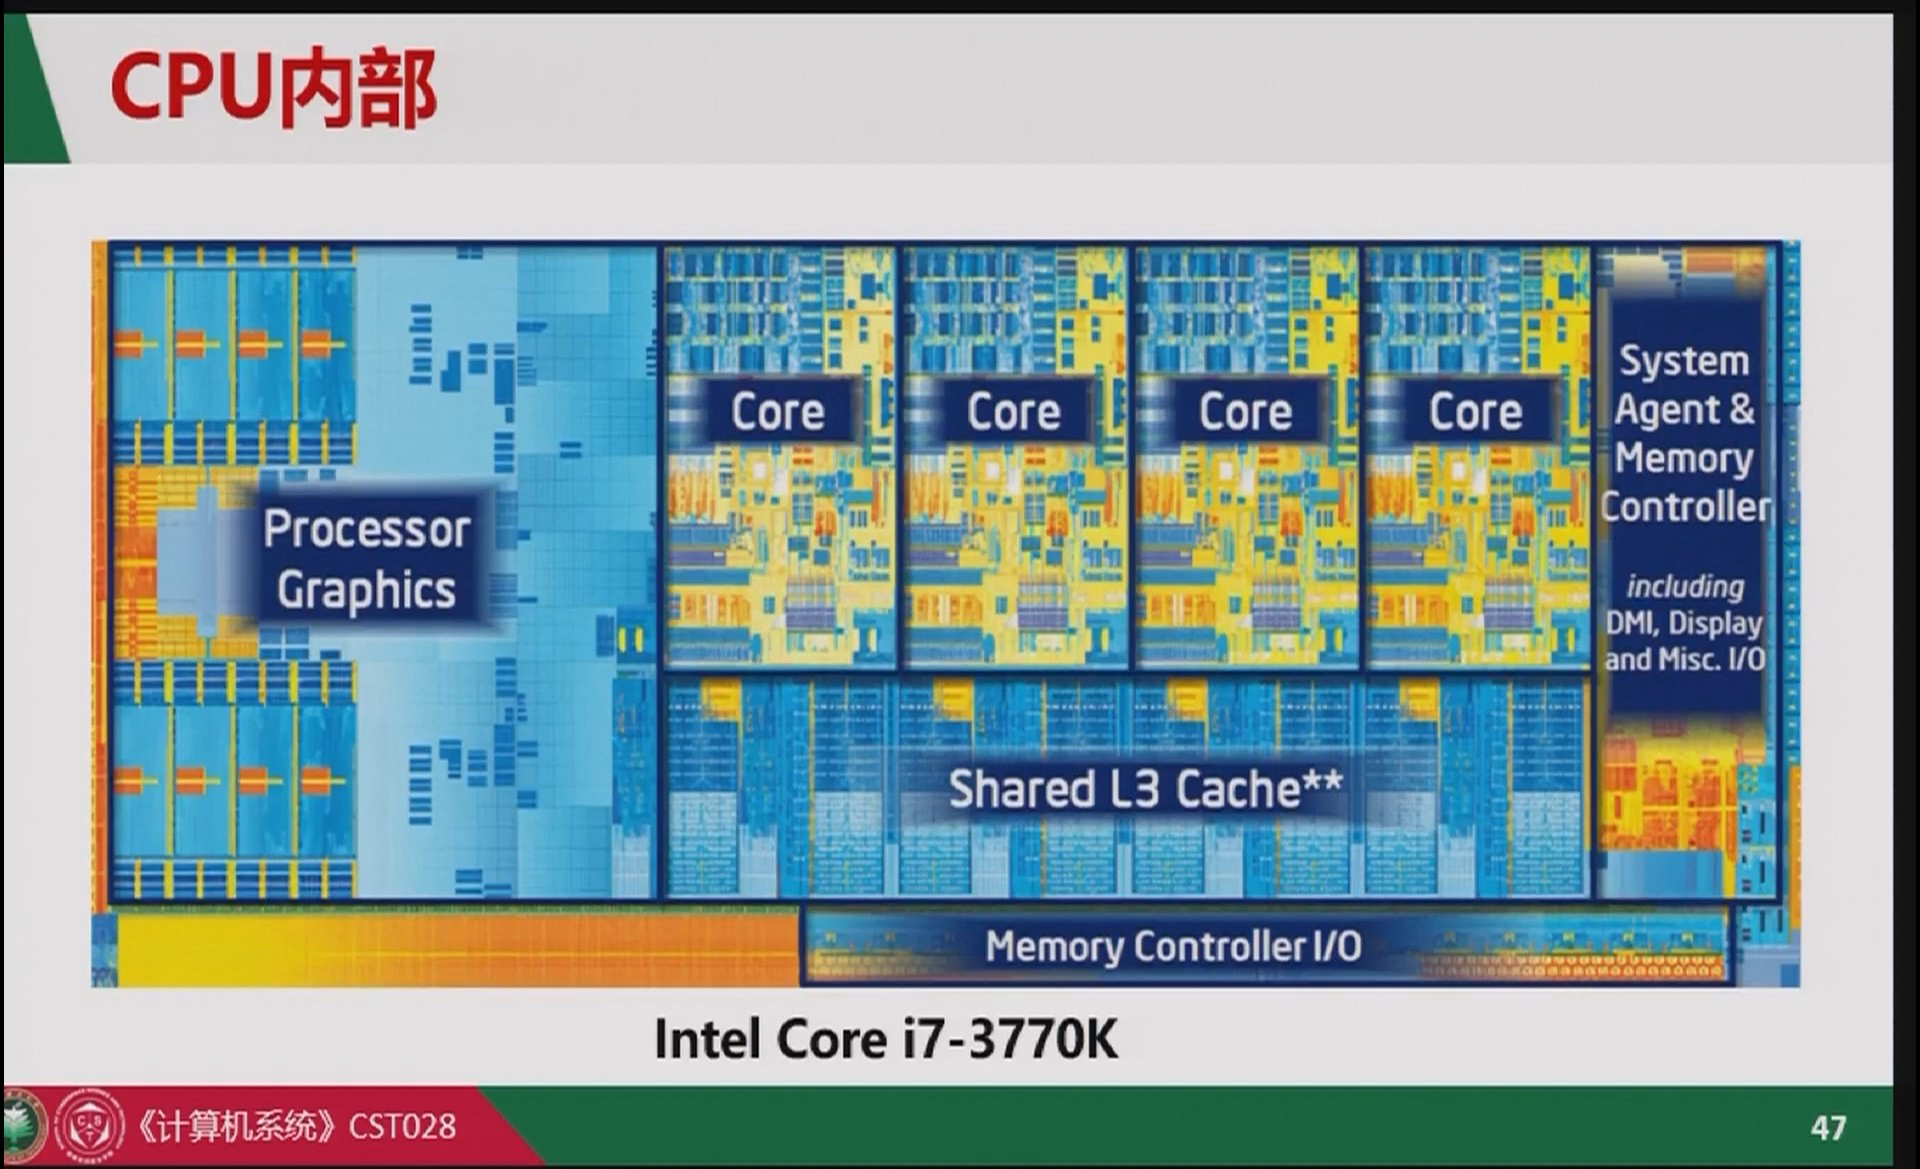 CPU内部
Processor
Graphics
Core
Core
Core
Core
System
Agent &
Memory
Controller
including
DMI, Display
and Misc. I/O
Shared L3 Cache**
Memory Controller I/O
Intel Core i7-3770K
《计算机系统》CST028
47